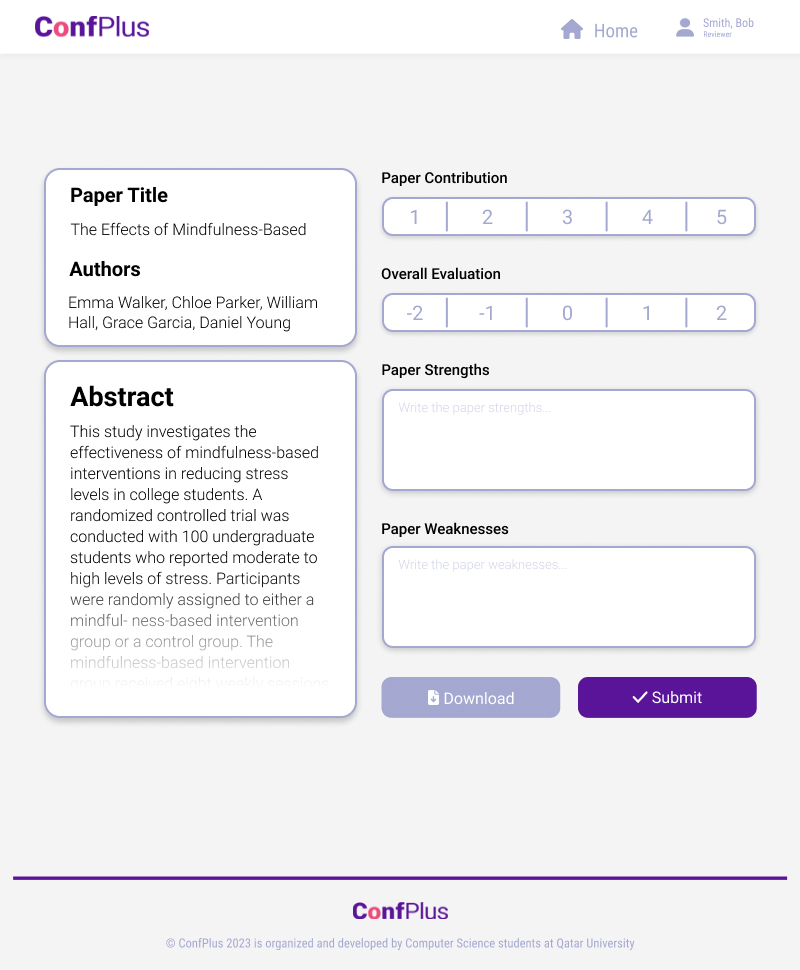 ConfPlus
Home
Smith, Bob
Reviewer
Paper Title
The Effects of Mindfulness-Based
Authors
Emma Walker, Chloe Parker, William
Hall, Grace Garcia, Daniel Young
Abstract
This study investigates the
effectiveness of mindfulness-based
interventions in reducing stress
levels in college students. A
randomized controlled trial was
conducted with 100 undergraduate
students who reported moderate to
high levels of stress. Participants
were randomly assigned to either a
mindful- ness-based intervention
group or a control group. The
mindfulness-based intervention
group received eight weekly sessions
Paper Contribution
1 2 3 4 5
Overall Evaluation
-2 -1 0 1 2
Paper Strengths
Write the paper strengths...
Paper Weaknesses
Write the paper weaknesses...
Download
Submit
ConfPlus
© ConfPlus 2023 is organized and developed by Computer Science students at Qatar University